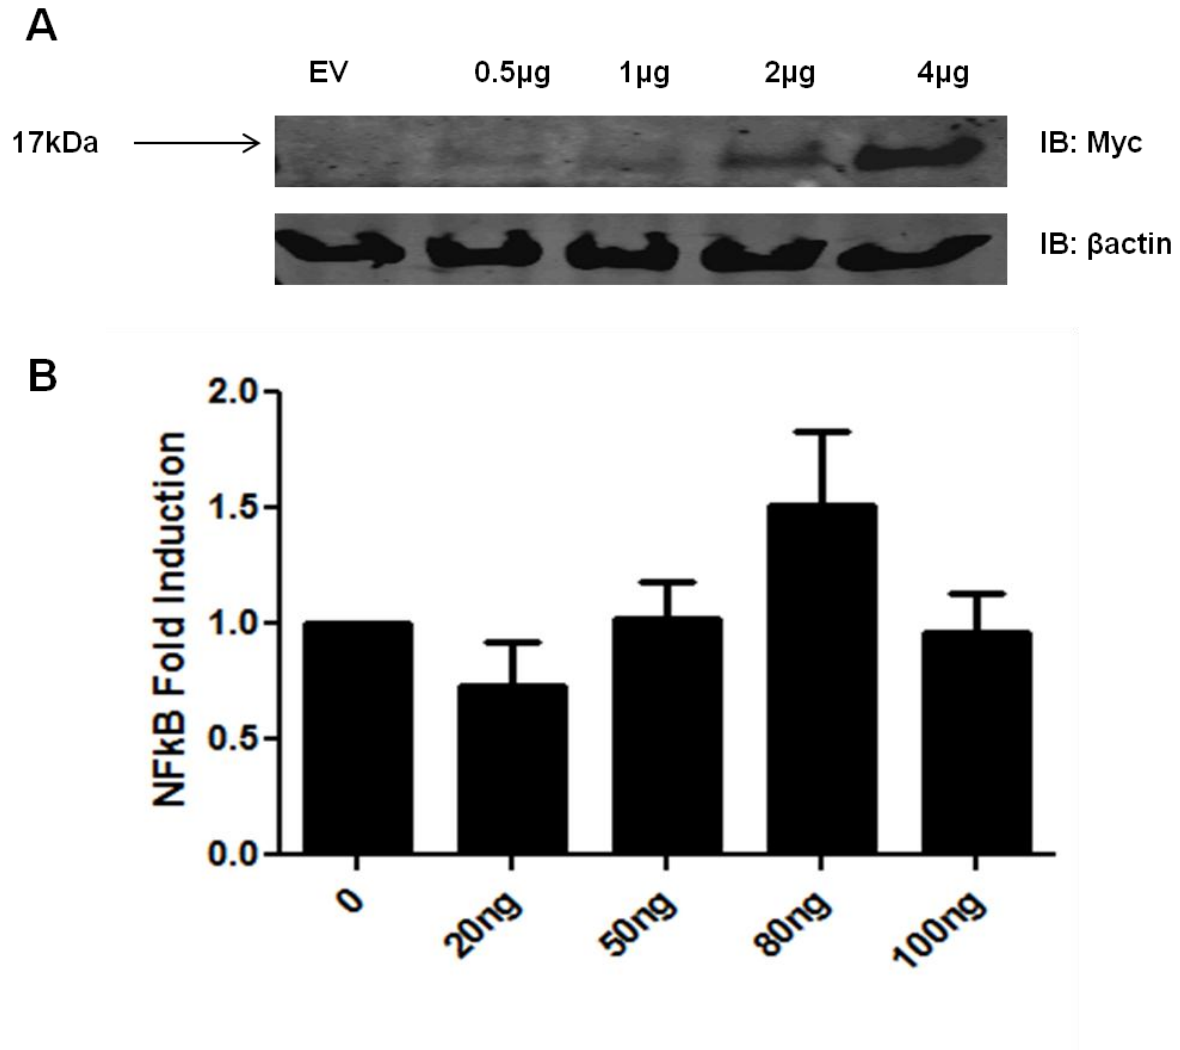 A
EV 0.5µg 1µg 2µg 4µg
17kDa IB: Myc
IB: βactin
B
NFkB Fold Induction
2.0
1.5
1.0
0.5
0.0
0 20ng 50ng 80ng 100ng